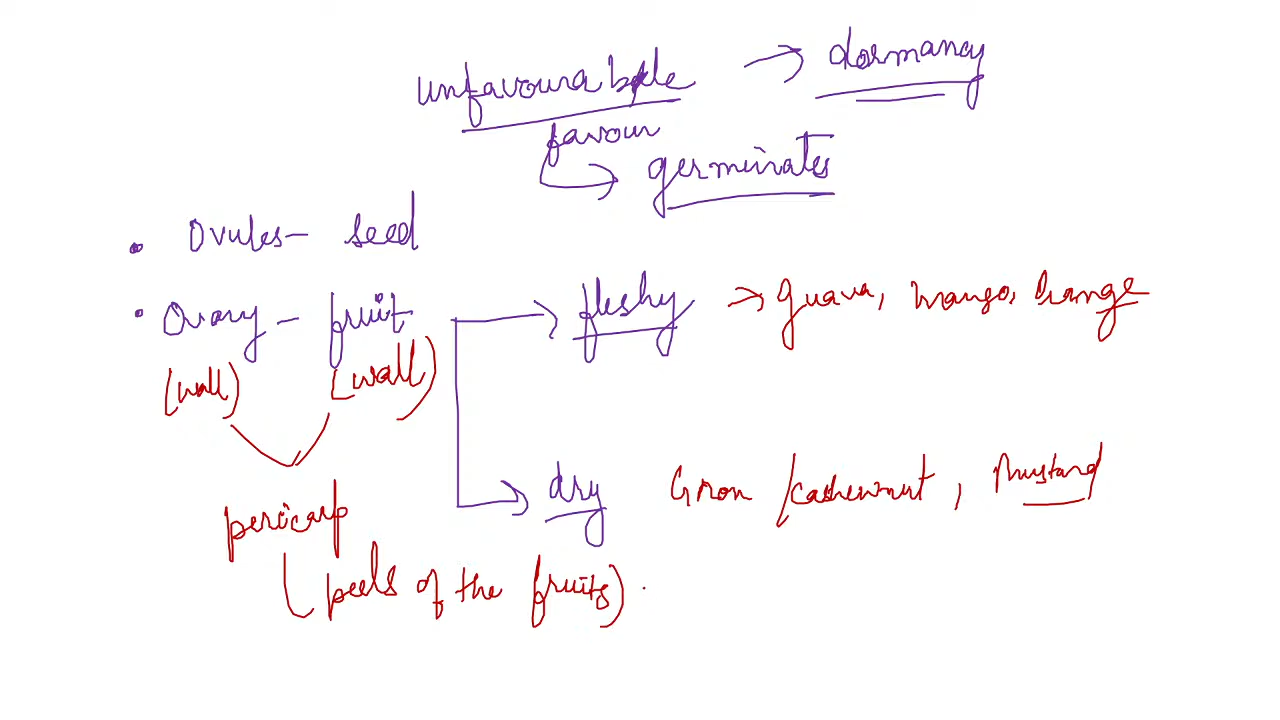 unfavourable → dormancy
favour
→ germinates
• Ovules - seed
• Ovary - fruit → fleshy → guava, mango, Orange
(wall) (wall)
→ dry /cashewnut, Mustard
pericarp
(peels of the fruits).